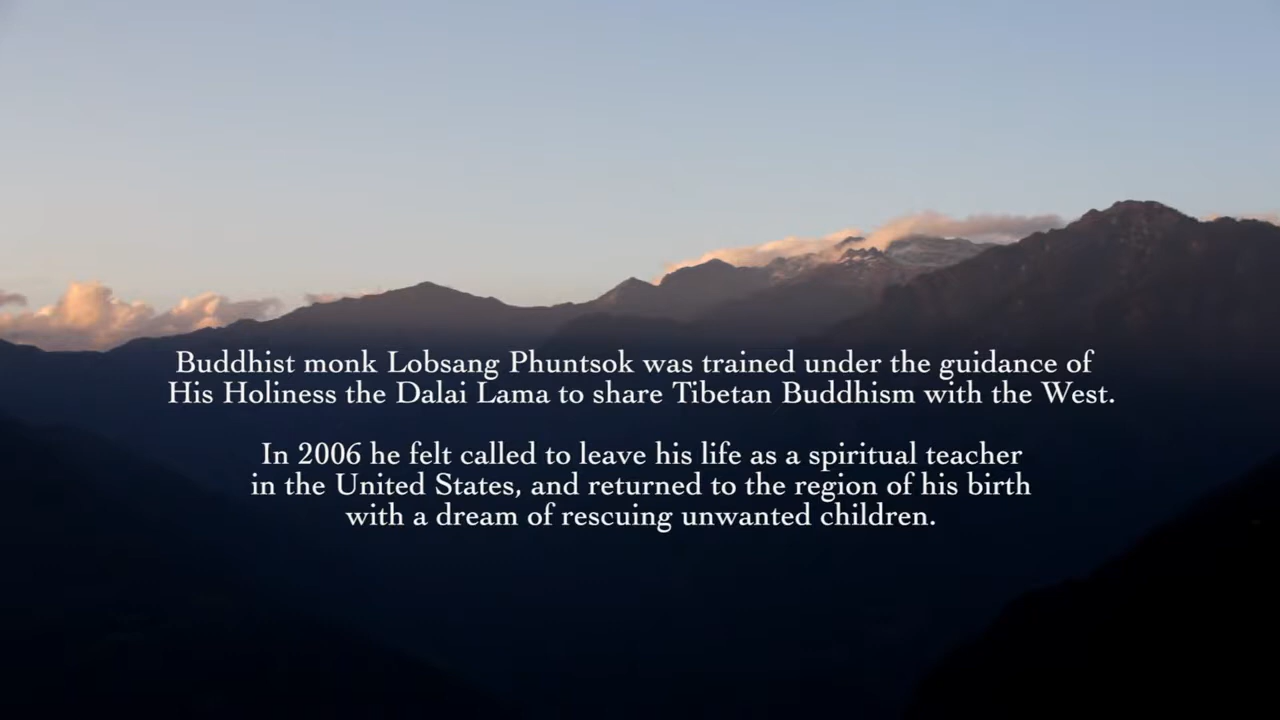 Buddhist monk Lobsang Phuntsok was trained under the guidance of
His Holiness the Dalai Lama to share Tibetan Buddhism with the West.
In 2006 he felt called to leave his life as a spiritual teacher
in the United States, and returned to the region of his birth
with a dream of rescuing unwanted children.